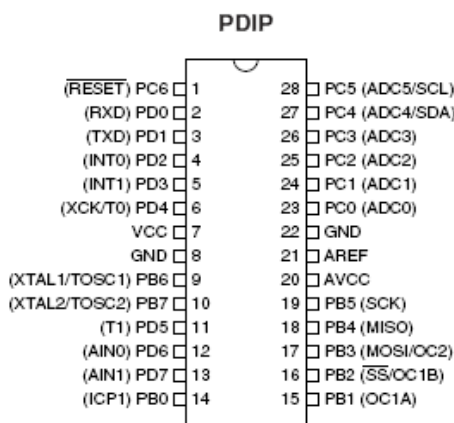 PDIP
(RESET) PC6 1 28 PC5 (ADC5/SCL)
(RXD) PD0 2 27 PC4 (ADC4/SDA)
(TXD) PD1 3 26 PC3 (ADC3)
(INT0) PD2 4 25 PC2 (ADC2)
(INT1) PD3 5 24 PC1 (ADC1)
(XCK/T0) PD4 6 23 PC0 (ADC0)
VCC 7 22 GND
GND 8 21 AREF
(XTAL1/TOSC1) PB6 9 20 AVCC
(XTAL2/TOSC2) PB7 10 19 PB5 (SCK)
(T1) PD5 11 18 PB4 (MISO)
(AIN0) PD6 12 17 PB3 (MOSI/OC2)
(AIN1) PD7 13 16 PB2 (SS/OC1B)
(ICP1) PB0 14 15 PB1 (OC1A)